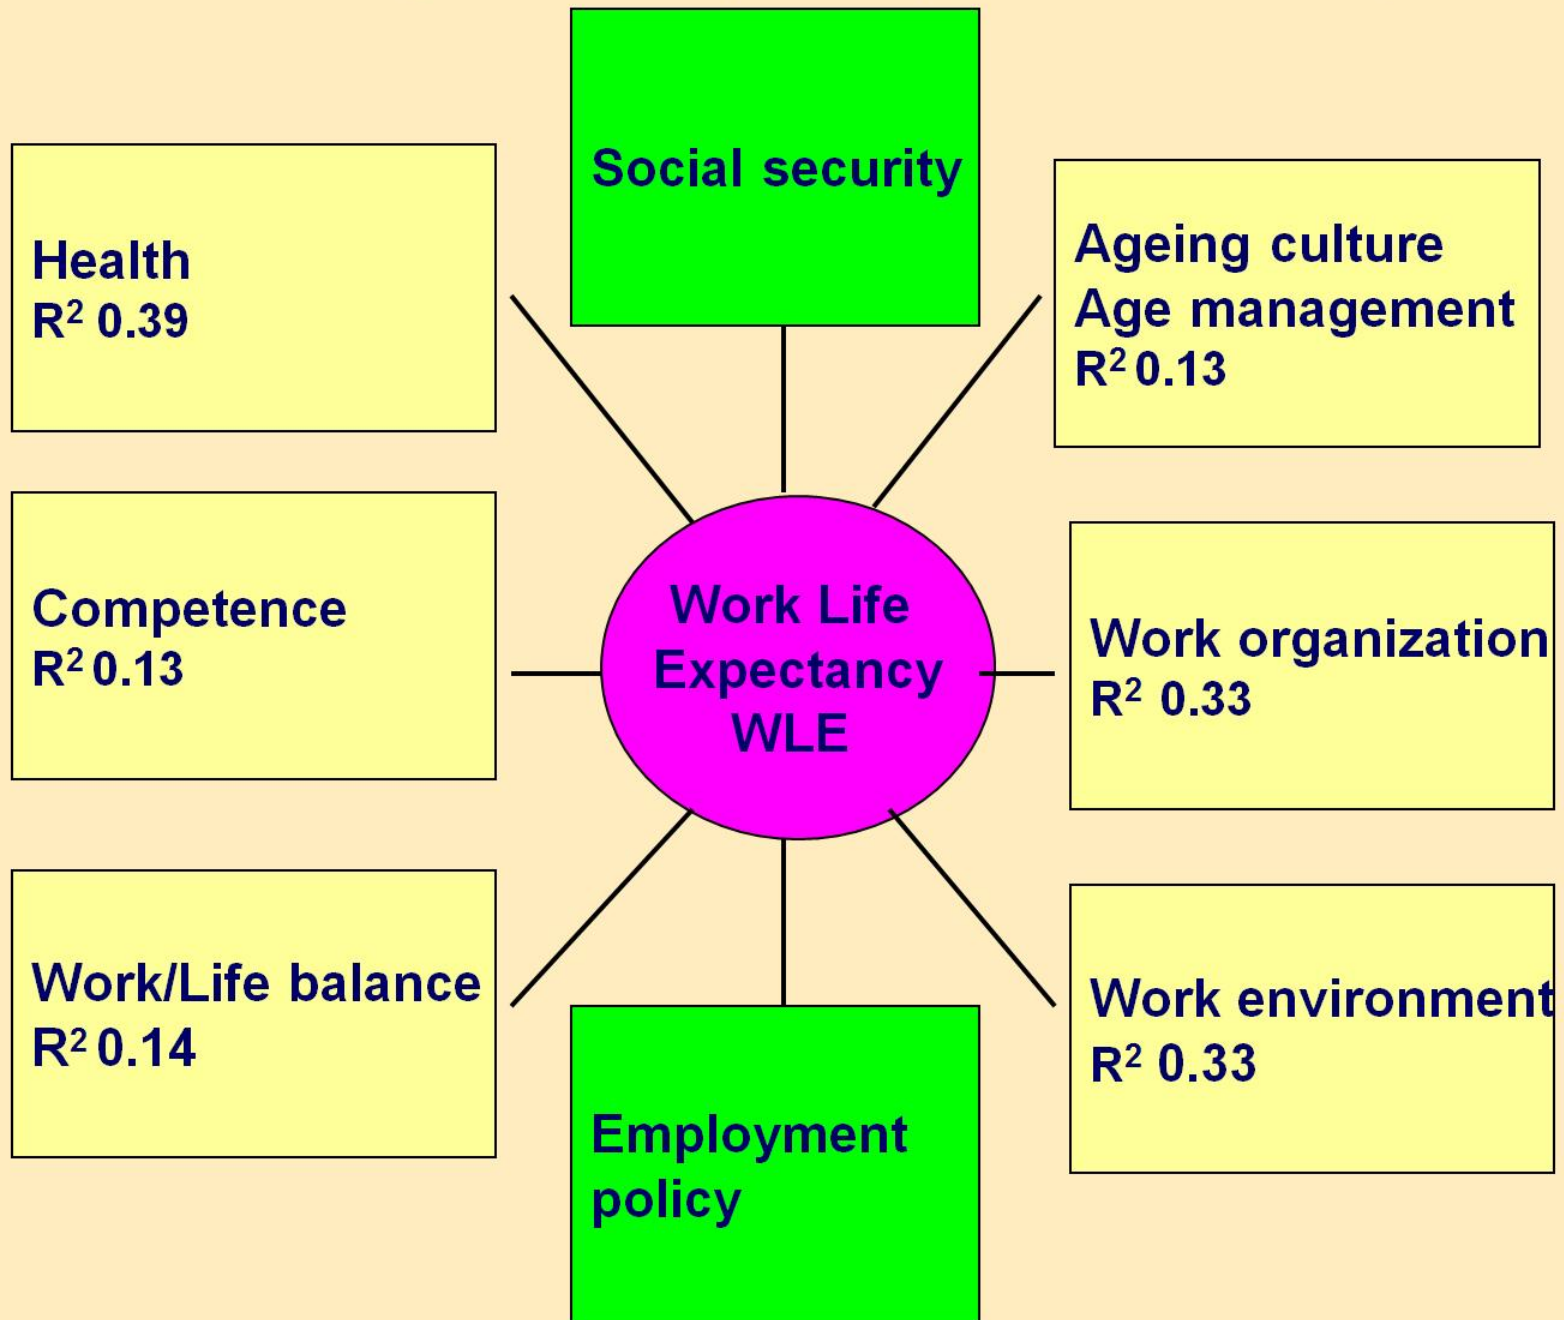 Social security
Health
R² 0.39
Ageing culture
Age management
R² 0.13
Competence
R² 0.13
Work Life
Expectancy
WLE
Work organization
R² 0.33
Work/Life balance
R² 0.14
Employment
policy
Work environment
R² 0.33